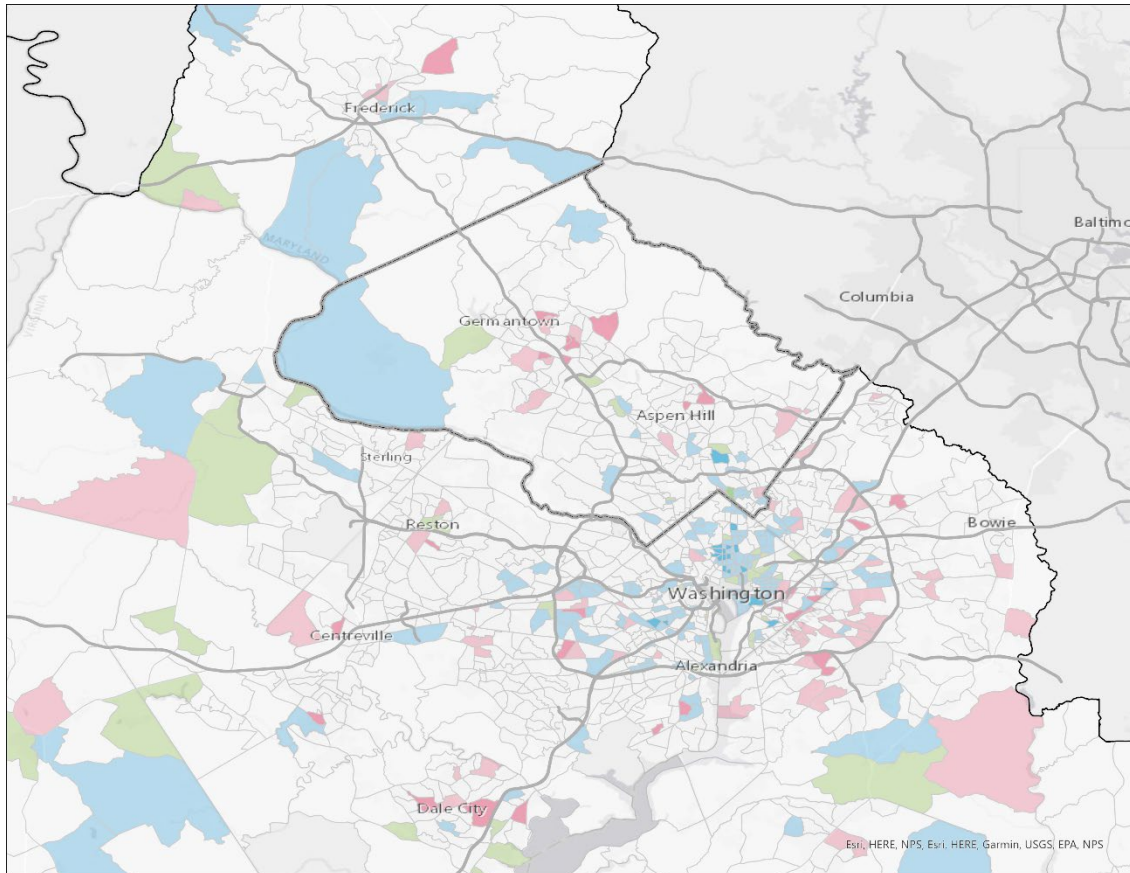 Frederick
Baltimo
MARYLAND
VIRGINIA
Columbia
Germantown
Aspen Hill
Sterling
Reston
Bowie
Washington
Centreville
Alexandria
Dale City
Esri, HERE, NPS, Esri, HERE, Garmin, USGS, EPA, NPS